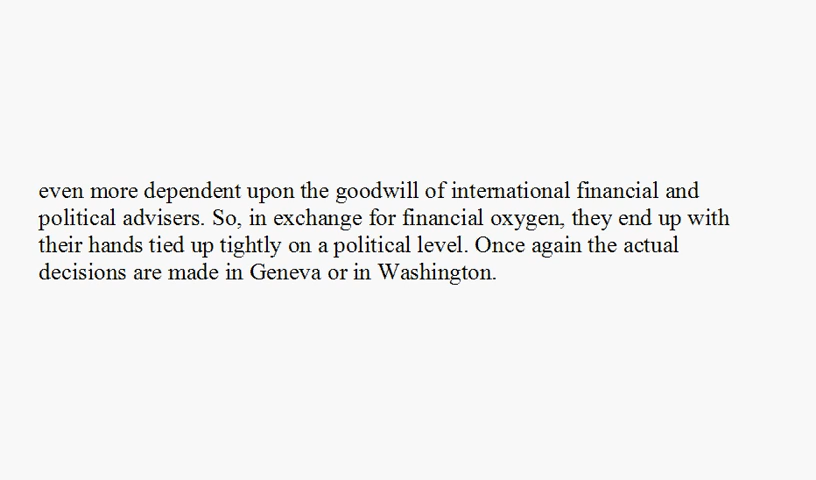 even more dependent upon the goodwill of international financial and
political advisers. So, in exchange for financial oxygen, they end up with
their hands tied up tightly on a political level. Once again the actual
decisions are made in Geneva or in Washington.